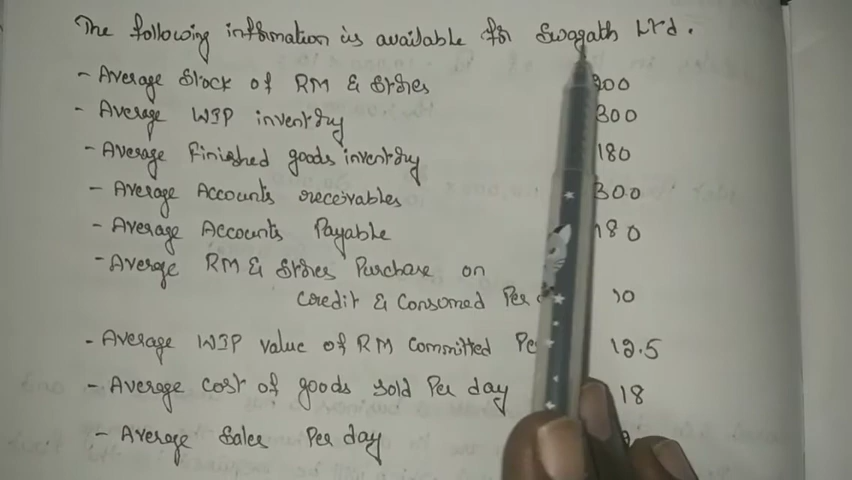 The following information is available for Swagath Ltd.
- Average Stock of RM & Stores 200
- Average WIP inventory 300
- Average Finished goods inventory 180
- Average Accounts receivables 300
- Average Accounts Payable 180
- Average RM & Stores Purchase on
credit & Consumed Per 10
- Average WIP value of RM committed Pe 12.5
- Average cost of goods sold Per day 18
- Average Sales Per day